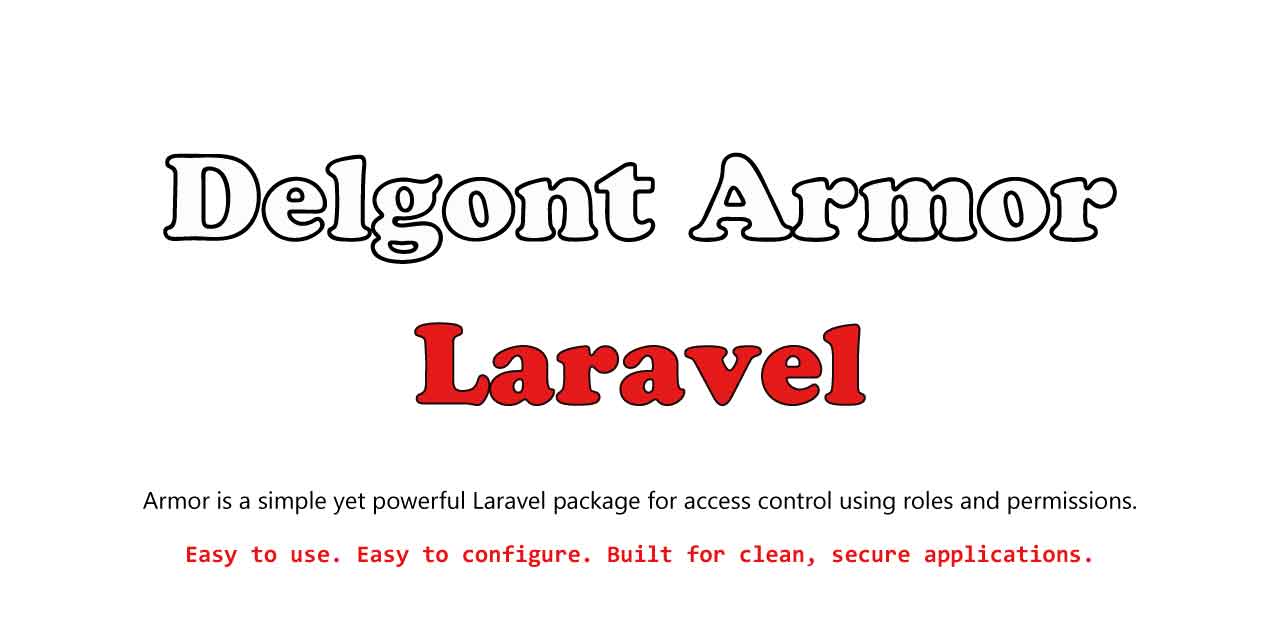 Delgont Armor
Laravel
Armor is a simple yet powerful Laravel package for access control using roles and permissions.
Easy to use. Easy to configure. Built for clean, secure applications.